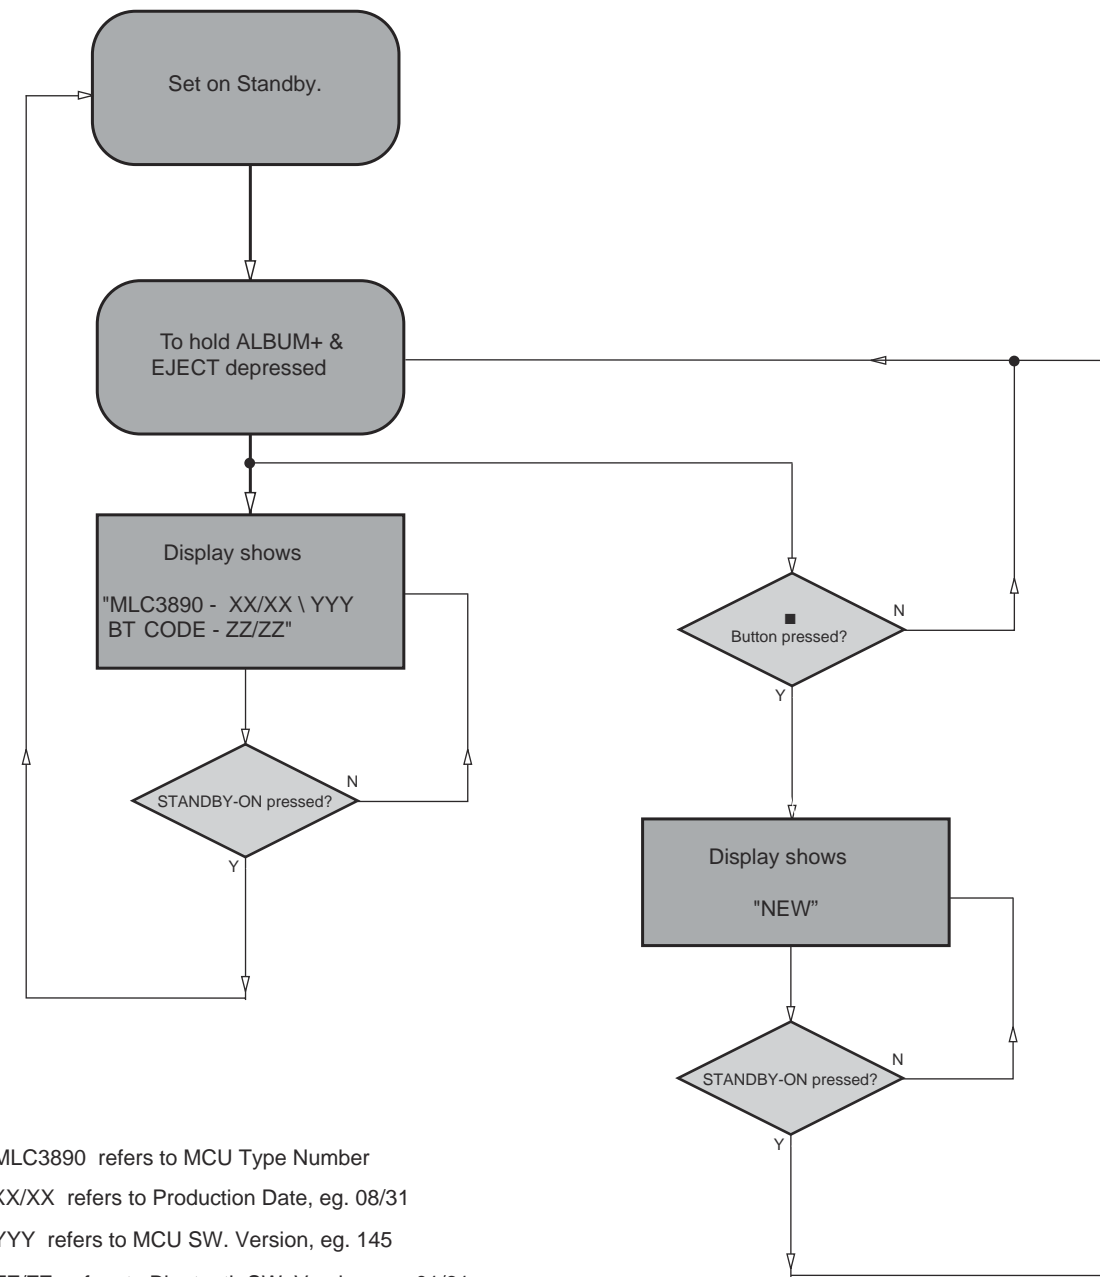 Set on Standby.
To hold ALBUM+ &
EJECT depressed
Display shows
"MLC3890 - XX/XX \ YYY
BT CODE - ZZ/ZZ"
■
Button pressed?
N
Y
STANDBY-ON pressed?
N
Y
Display shows
"NEW”
STANDBY-ON pressed?
N
Y
MLC3890 refers to MCU Type Number
XX/XX refers to Production Date, eg. 08/31
YYY refers to MCU SW. Version, eg. 145